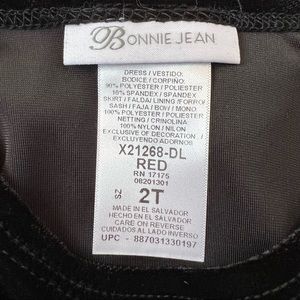 BONNIE JEAN
DRESS / VESTIDO:
BODICE / CORPIÑO:
90% POLYESTER / POLIESTER
10% SPANDEX / SPANDEX
SKIRT / FALDA/ LINING /FORRO/
SASH / FAJA / BOW / MONO
100% POLYESTER / POLIESTER
NETTING / CRINOLINA
100% NYLON / NILON
EXCLUSIVE OF DECORATION /
EXCLUYENDO ADORNOS
X21268-DL
RED
RN 17175
08201301
SZ 2T
MADE IN EL SALVADOR
HECHO EN EL SALVADOR
CARE ON REVERSE
CUIDADOS AL LADO INVERSO
UPC - 887031330197